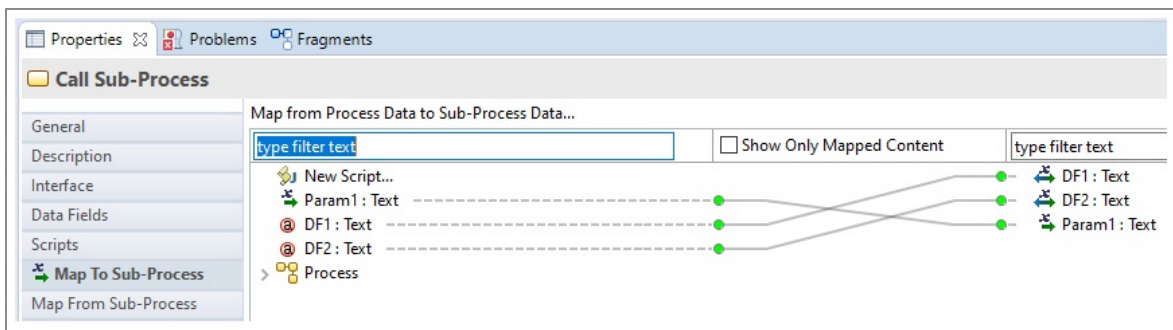 Properties Problems Fragments
Call Sub-Process
General
Description
Interface
Data Fields
Scripts
Map To Sub-Process
Map From Sub-Process
Map from Process Data to Sub-Process Data...
type filter text Show Only Mapped Content type filter text
New Script... DF1 : Text
Param1 : Text DF2 : Text
DF1 : Text Param1 : Text
DF2 : Text
Process